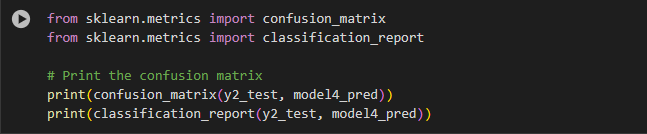 from sklearn.metrics import confusion_matrix
from sklearn.metrics import classification_report

# Print the confusion matrix
print(confusion_matrix(y2_test, model4_pred))
print(classification_report(y2_test, model4_pred))